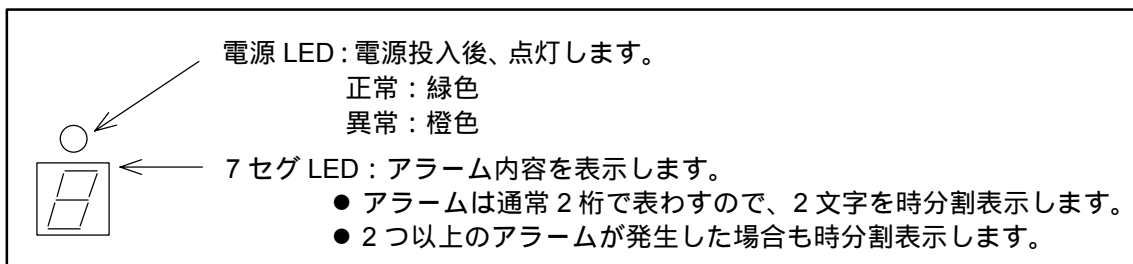 電源 LED : 電源投入後、点灯します。
正常：緑色
異常：橙色
7 セグ LED：アラーム内容を表示します。
● アラームは通常 2 桁で表わすので、2 文字を時分割表示します。
● 2 つ以上のアラームが発生した場合も時分割表示します。